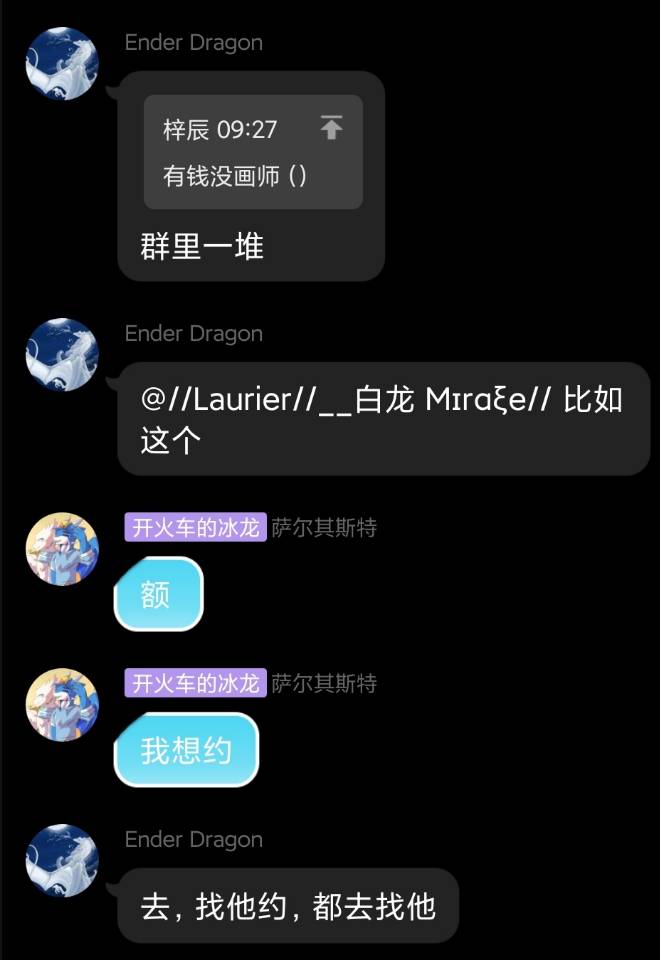 Ender Dragon
梓辰 09:27
有钱没画师 ()
群里一堆
Ender Dragon
@//Laurier//__白龙 Mɪrɑξe// 比如
这个
开火车的冰龙 萨尔其斯特
额
开火车的冰龙 萨尔其斯特
我想约
Ender Dragon
去，找他约，都去找他